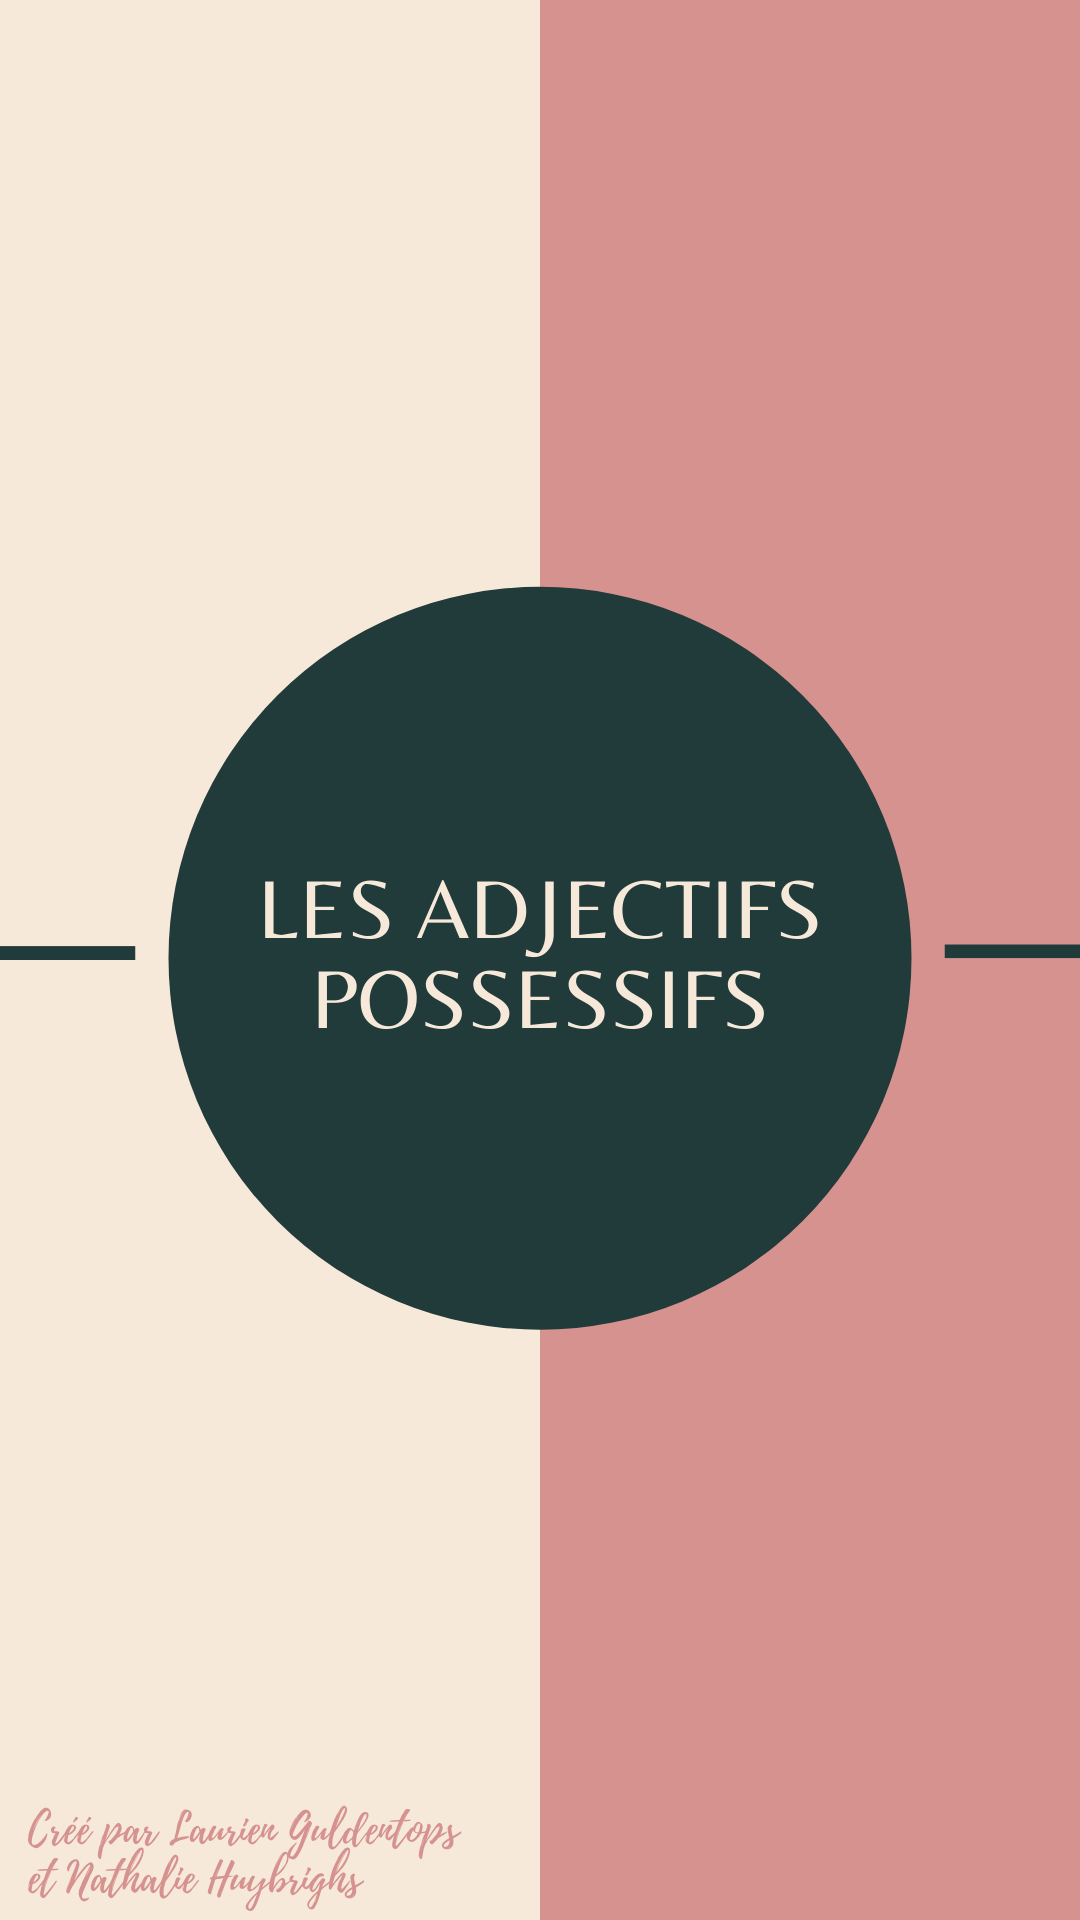 LES ADJECTIFS
POSSESSIFS
Créé par Laurien Guldentops
et Nathalie Huybrighs